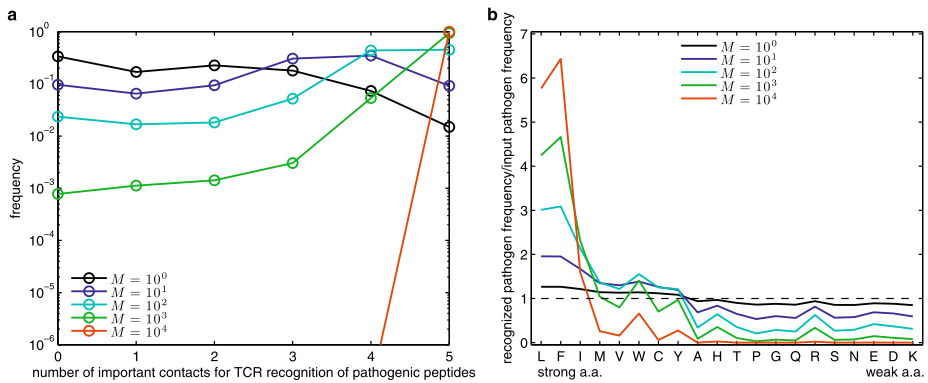 a
frequency
10^0
10^−1
10^−2
10^−3
10^−4
10^−5
10^−6
M = 10^0
M = 10^1
M = 10^2
M = 10^3
M = 10^4
0 1 2 3 4 5
number of important contacts for TCR recognition of pathogenic peptides
b
recognized pathogen frequency/input pathogen frequency
7
6
5
4
3
2
1
0
M = 10^0
M = 10^1
M = 10^2
M = 10^3
M = 10^4
L F I M V W C Y A H T P G Q R S N E D K
strong a.a. weak a.a.